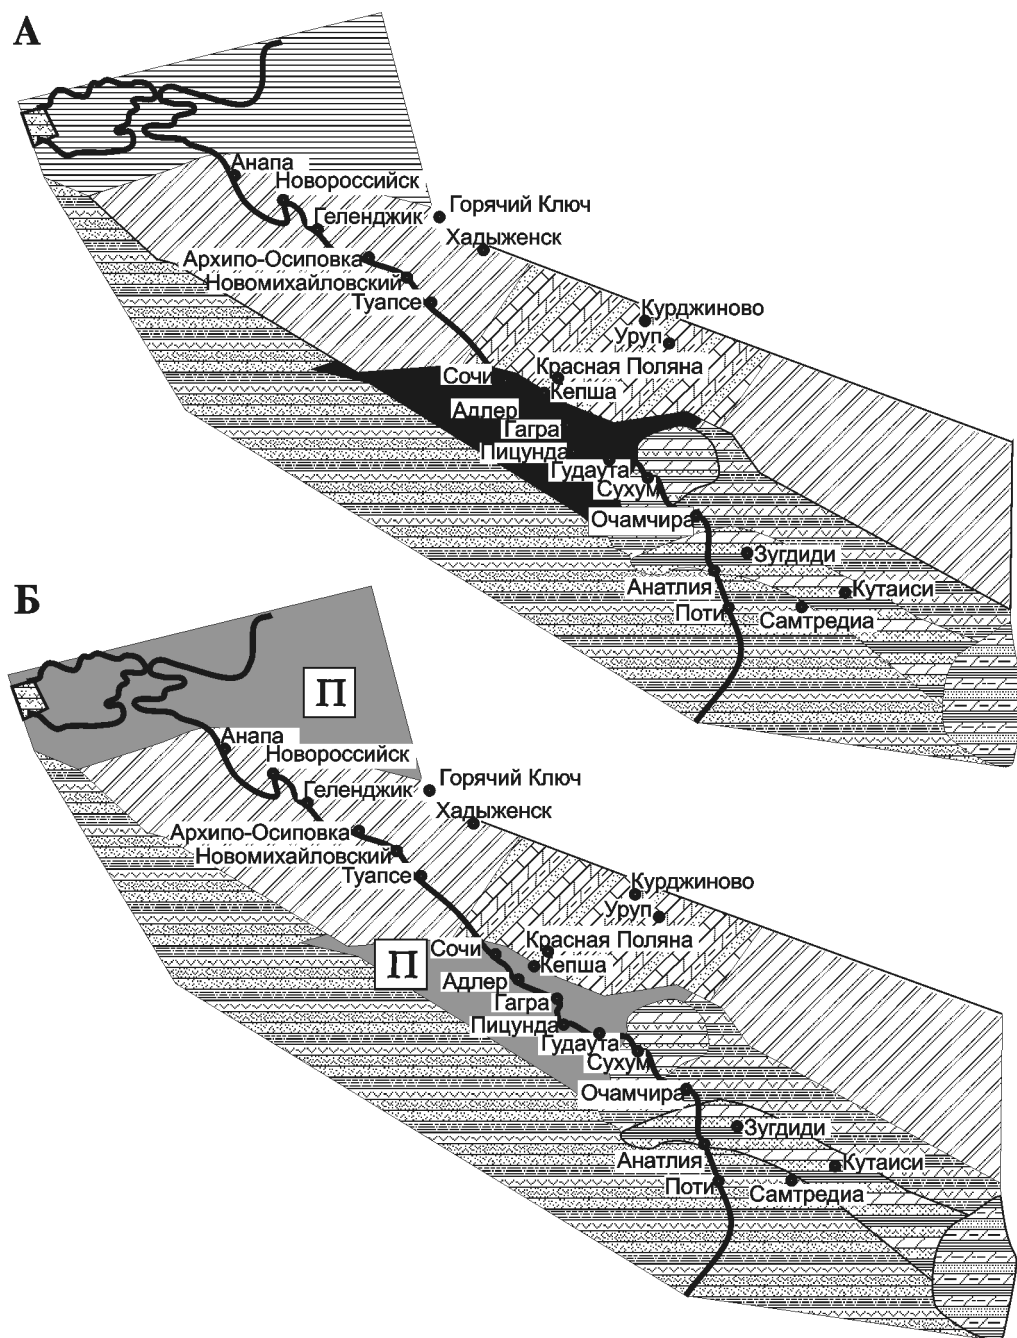 А
Анапа
Новороссийск
Горячий Ключ
Геленджик
Хадыженск
Архипо-Осиповка
Новомихайловский
Туапсе
Курджиново
Уруп
Красная Поляна
Сочи
Кепша
Адлер
Гагра
Пицунда
Гудаута
Сухум
Очамчира
Зугдиди
Анатлия
Кутаиси
Поти
Самтредиа
Б
П
Анапа
Новороссийск
Горячий Ключ
Геленджик
Хадыженск
Архипо-Осиповка
Новомихайловский
Туапсе
Курджиново
Уруп
Красная Поляна
Сочи
П
Кепша
Адлер
Гагра
Пицунда
Гудаута
Сухум
Очамчира
Зугдиди
Анатлия
Кутаиси
Поти
Самтредиа